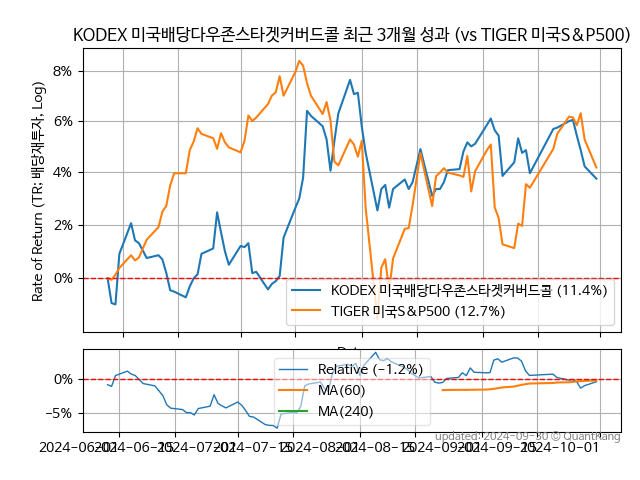 KODEX 미국배당다우존스타겟커버드콜 최근 3개월 성과 (vs TIGER 미국S&P500)
Rate of Return (TR: 배당재투자, Log)
8%
6%
4%
2%
0%
KODEX 미국배당다우존스타겟커버드콜 (11.4%)
TIGER 미국S&P500 (12.7%)
0%
−5%
Relative (−1.2%)
MA(60)
MA(240)
updated: 2024-09-30 © QuantKang
2024-06-01
2024-06-15
2024-07-01
2024-07-15
2024-08-01
2024-08-15
2024-09-01
2024-09-15
2024-10-01